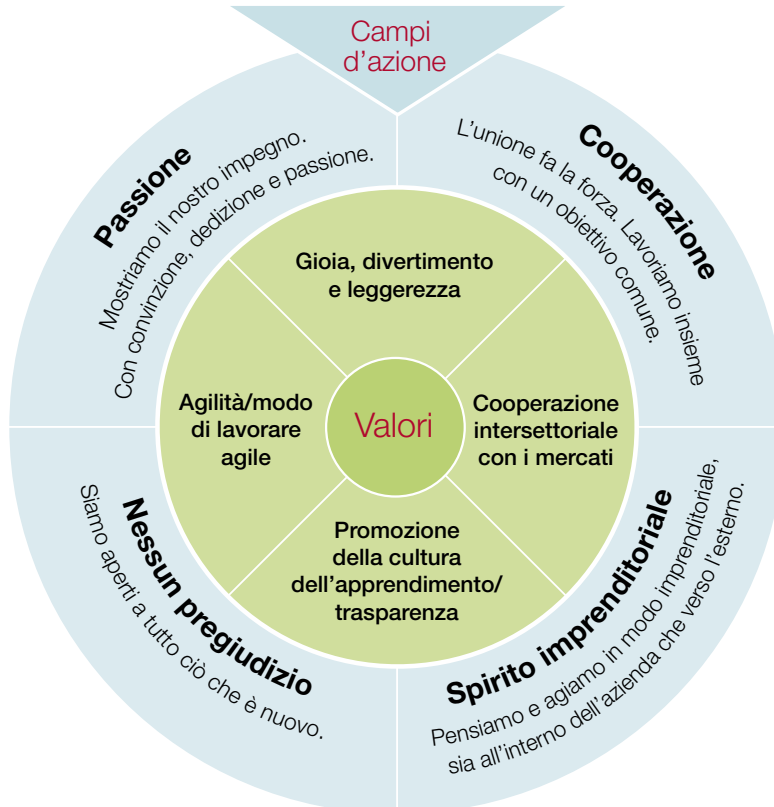 Campi
d’azione
Passione
Mostriamo il nostro impegno.
Con convinzione, dedizione e passione.
Cooperazione
L’unione fa la forza. Lavoriamo insieme
con un obiettivo comune.
Gioia, divertimento
e leggerezza
Agilità/modo
di lavorare
agile
Valori
Cooperazione
intersettoriale
con i mercati
Promozione
della cultura
dell’apprendimento/
trasparenza
Nessun pregiudizio
Siamo aperti a tutto ciò che è nuovo.
Spirito imprenditoriale
Pensiamo e agiamo in modo imprenditoriale,
sia all’interno dell’azienda che verso l’esterno.